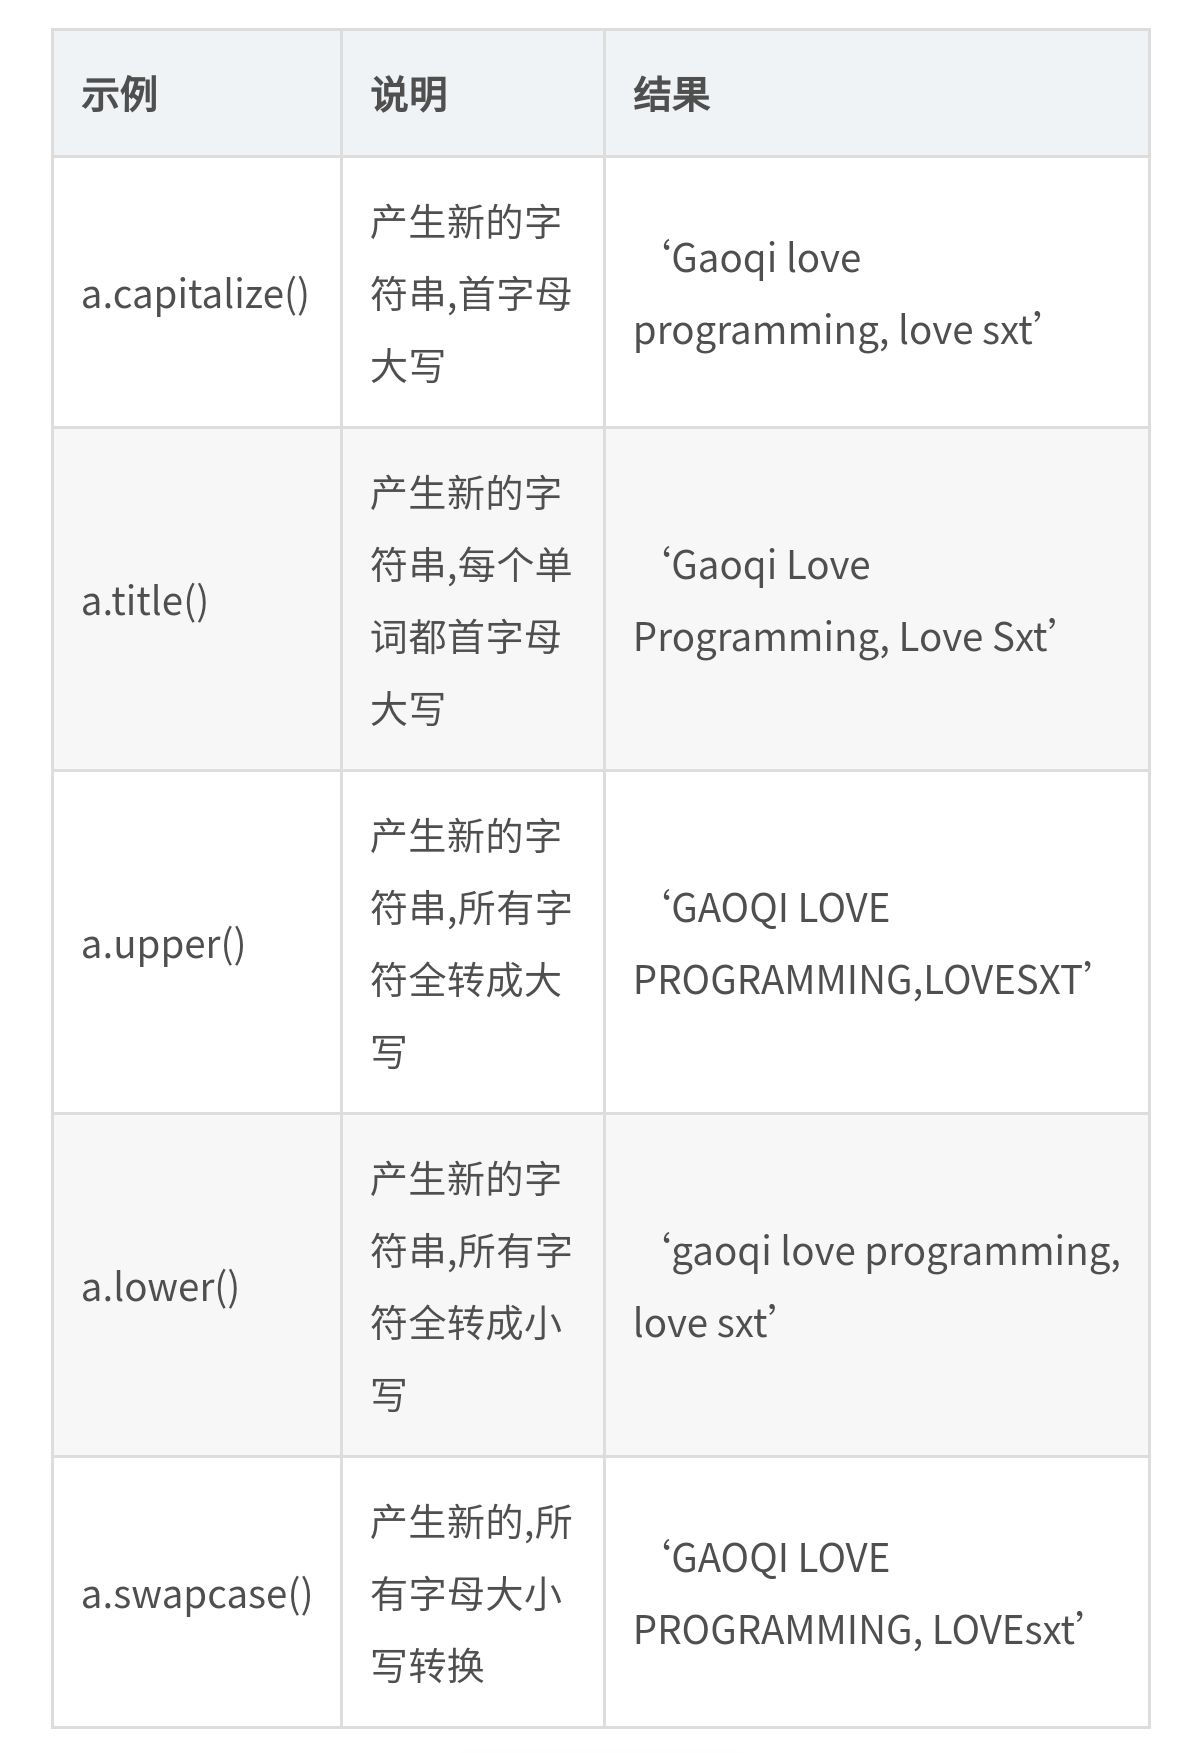 示例
说明
结果
a.capitalize()
产生新的字
符串,首字母
大写
‘Gaoqi love
programming, love sxt’
a.title()
产生新的字
符串,每个单
词都首字母
大写
‘Gaoqi Love
Programming, Love Sxt’
a.upper()
产生新的字
符串,所有字
符全转成大
写
‘GAOQI LOVE
PROGRAMMING,LOVESXT’
a.lower()
产生新的字
符串,所有字
符全转成小
写
‘gaoqi love programming,
love sxt’
a.swapcase()
产生新的,所
有字母大小
写转换
‘GAOQI LOVE
PROGRAMMING, LOVEsxt’